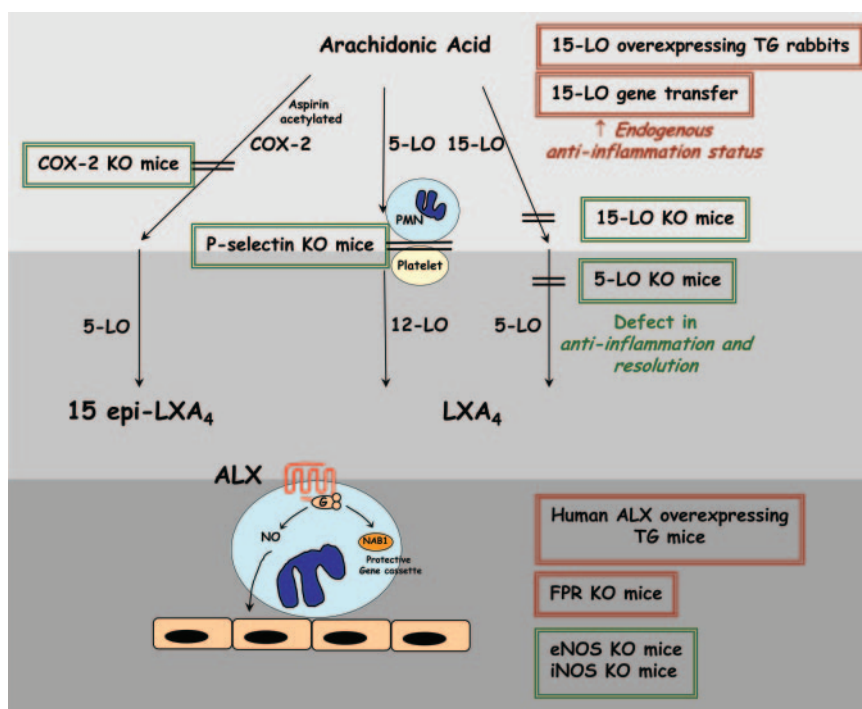 Arachidonic Acid
15-LO overexpressing TG rabbits
15-LO gene transfer
↑ Endogenous
anti-inflammation status
Aspirin
acetylated
COX-2
5-LO 15-LO
COX-2 KO mice
PMN
15-LO KO mice
P-selectin KO mice
Platelet
5-LO KO mice
5-LO
12-LO
5-LO
Defect in
anti-inflammation and
resolution
15 epi-LXA4
LXA4
ALX
G
NO
NAB1
Protective
Gene cassette
Human ALX overexpressing
TG mice
FPR KO mice
eNOS KO mice
iNOS KO mice